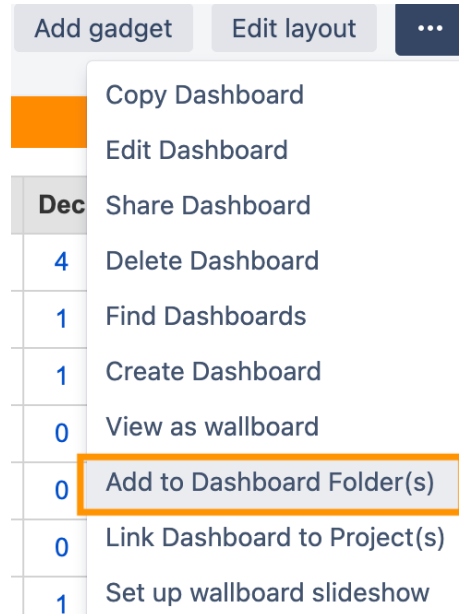 Add gadget Edit layout ...
Copy Dashboard
Edit Dashboard
Dec Share Dashboard
4 Delete Dashboard
1 Find Dashboards
1 Create Dashboard
0 View as wallboard
0 Add to Dashboard Folder(s)
0 Link Dashboard to Project(s)
1 Set up wallboard slideshow